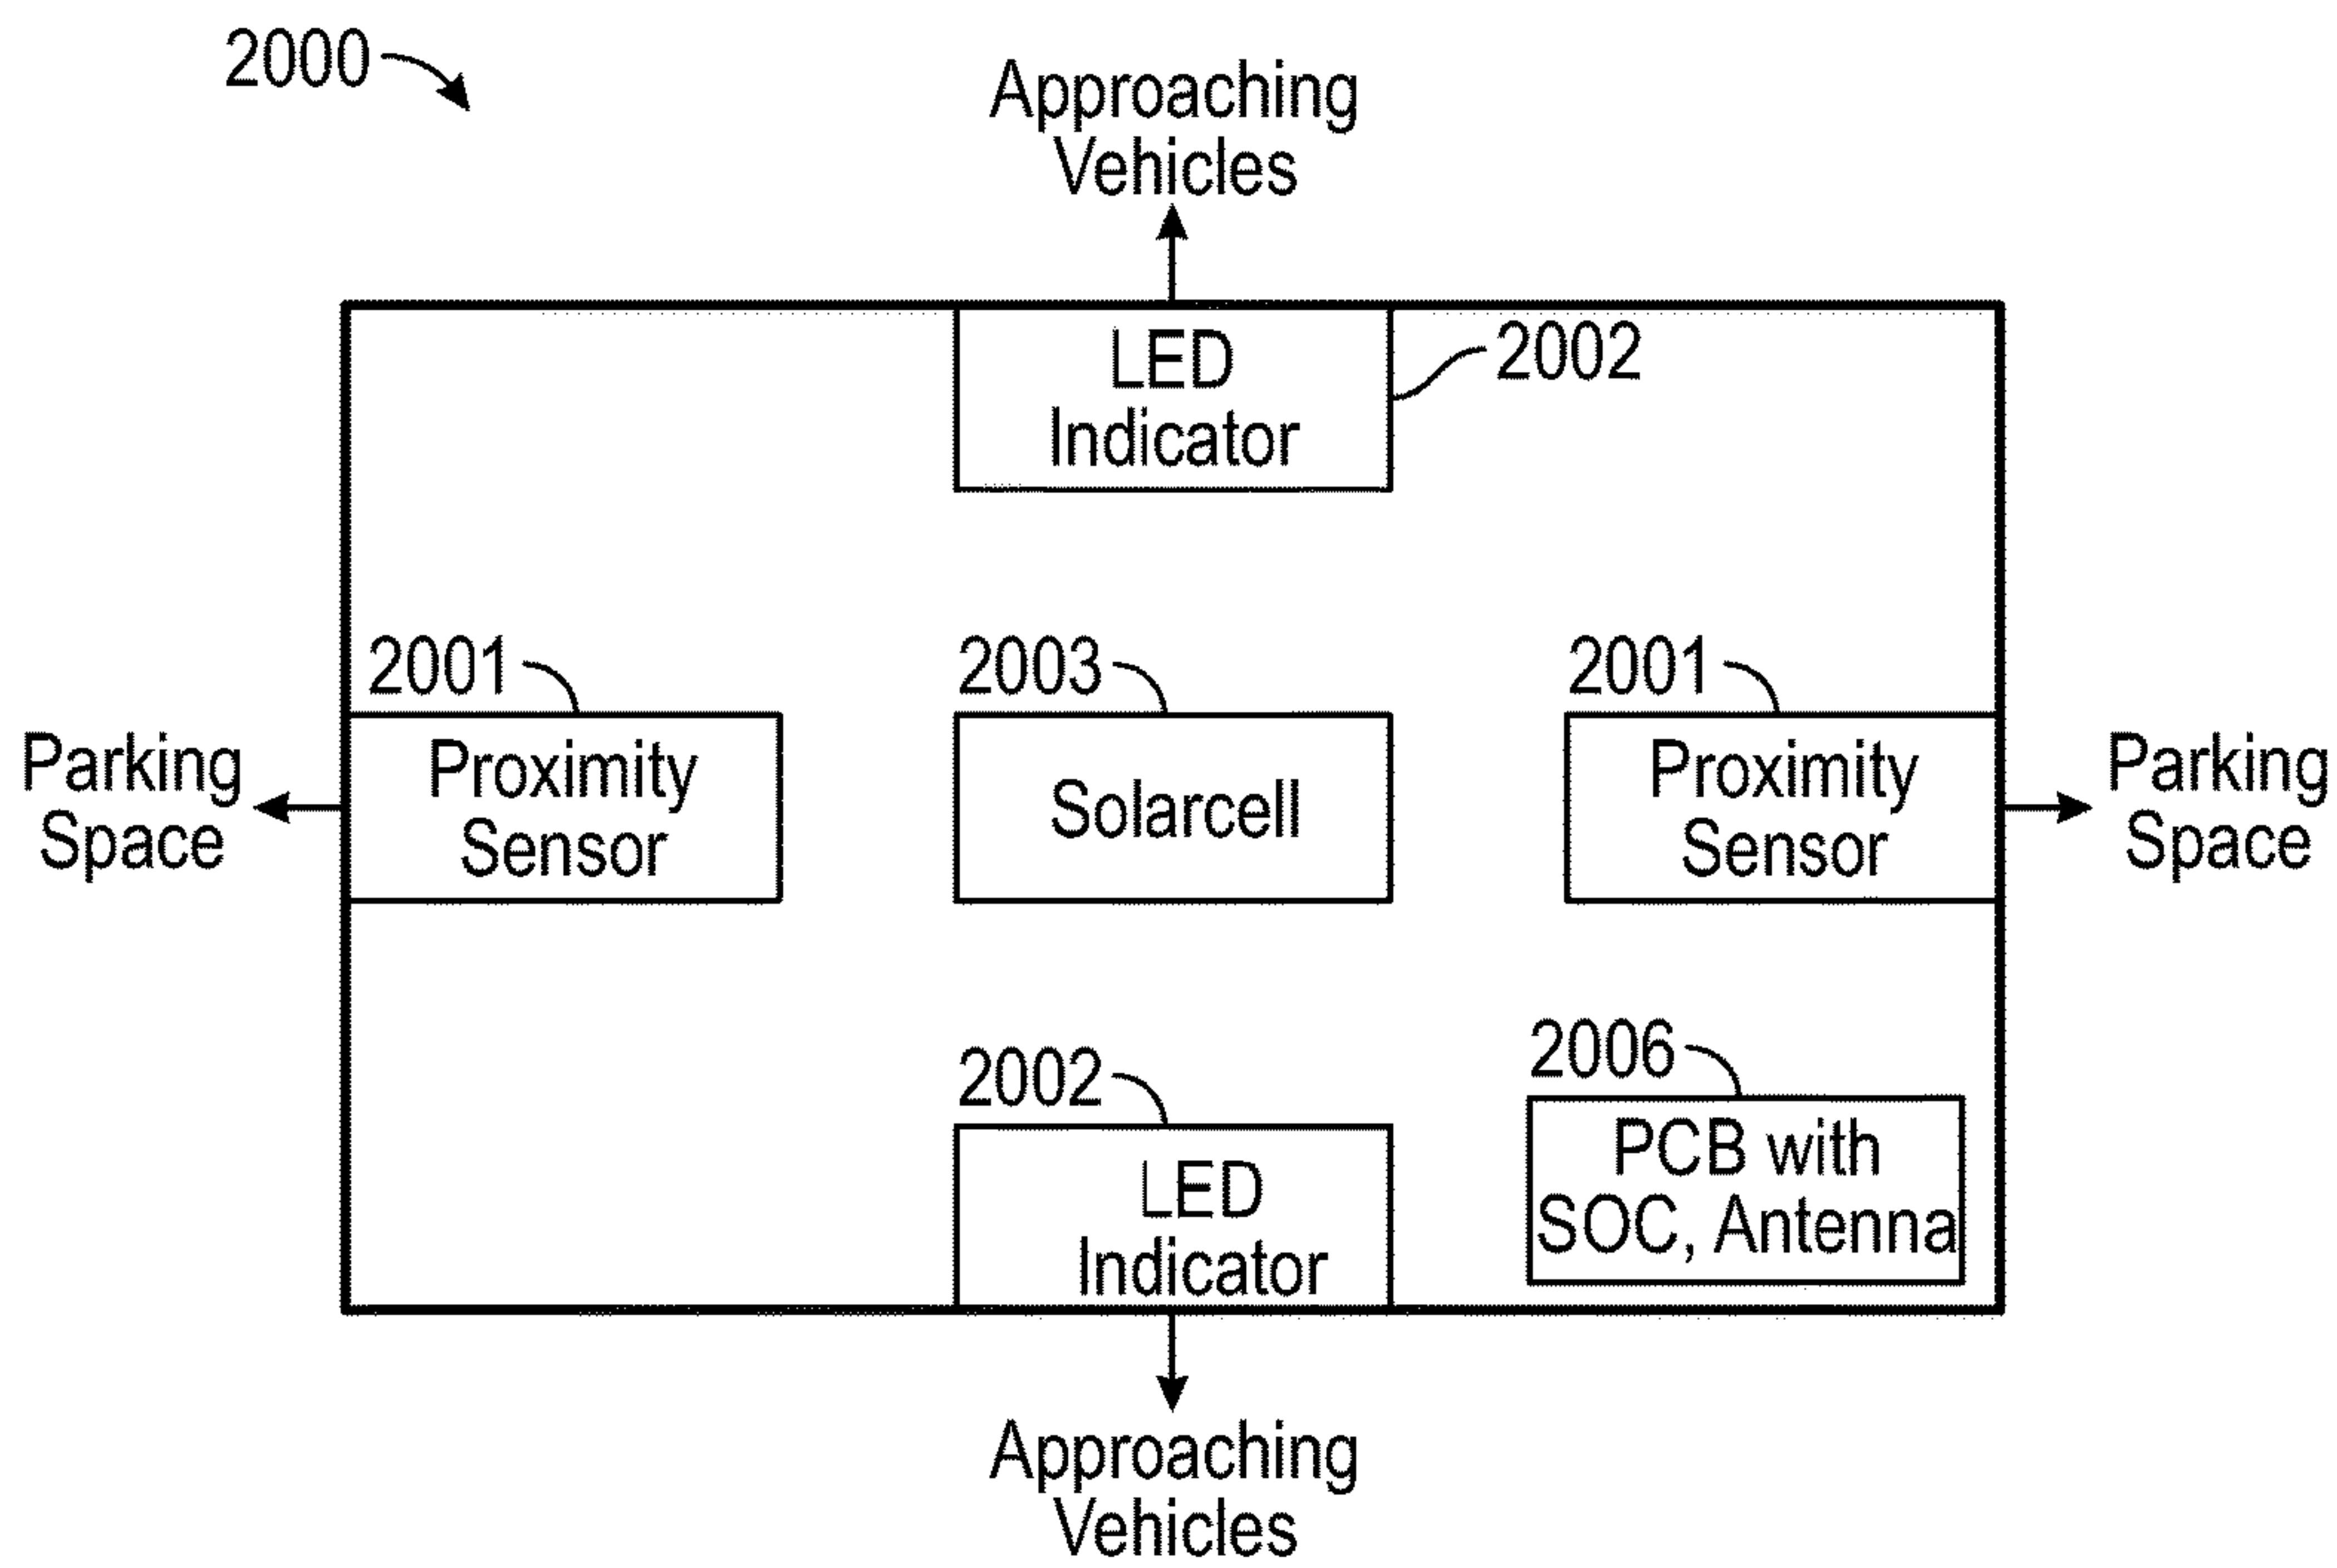 2000
Approaching
Vehicles
LED
Indicator
2002
2001
2003
2001
Parking
Space
Proximity
Sensor
Solarcell
Proximity
Sensor
Parking
Space
2002
2006
LED
Indicator
PCB with
SOC, Antenna
Approaching
Vehicles